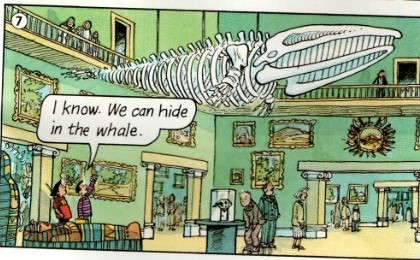 7
I know. We can hide
in the whale.